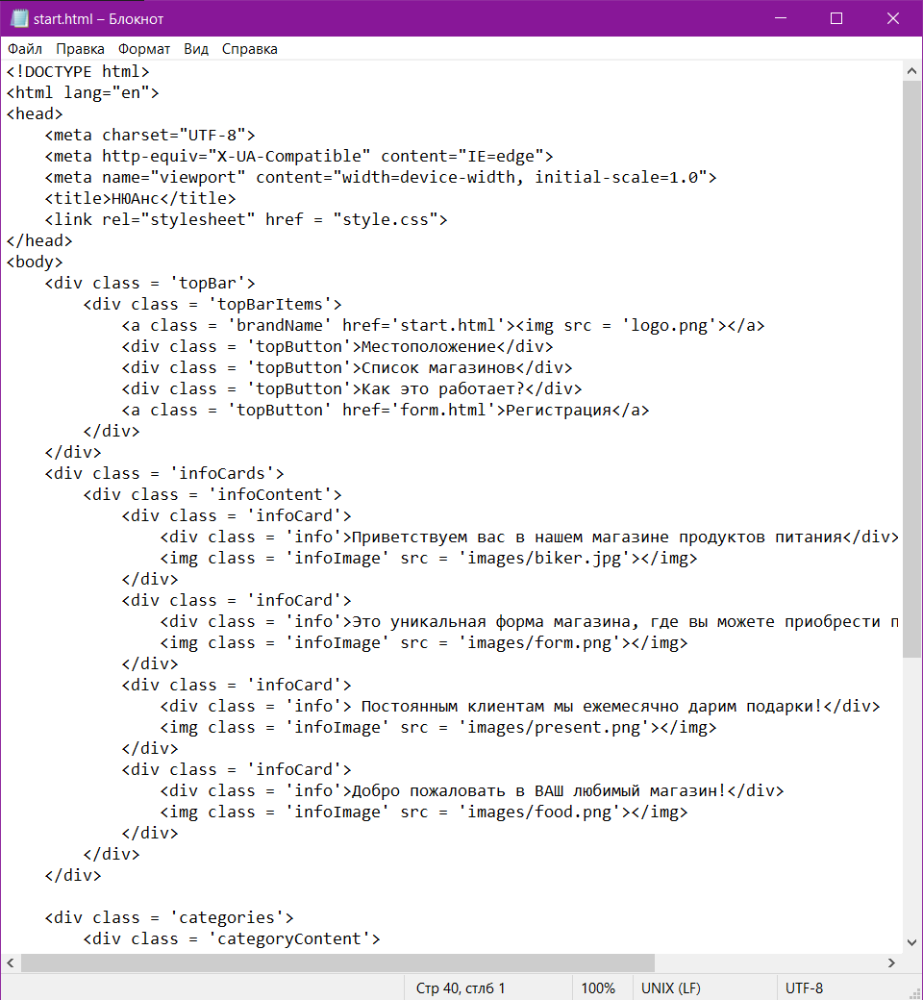 start.html – Блокнот
Файл Правка Формат Вид Справка
<!DOCTYPE html>
<html lang="en">
<head>
    <meta charset="UTF-8">
    <meta http-equiv="X-UA-Compatible" content="IE=edge">
    <meta name="viewport" content="width=device-width, initial-scale=1.0">
    <title>НЮАнс</title>
    <link rel="stylesheet" href = "style.css">
</head>
<body>
    <div class = 'topBar'>
        <div class = 'topBarItems'>
            <a class = 'brandName' href='start.html'><img src = 'logo.png'></a>
            <div class = 'topButton'>Местоположение</div>
            <div class = 'topButton'>Список магазинов</div>
            <div class = 'topButton'>Как это работает?</div>
            <a class = 'topButton' href='form.html'>Регистрация</a>
        </div>
    </div>
    <div class = 'infoCards'>
        <div class = 'infoContent'>
            <div class = 'infoCard'>
                <div class = 'info'>Приветствуем вас в нашем магазине продуктов питания</div>
                <img class = 'infoImage' src = 'images/biker.jpg'></img>
            </div>
            <div class = 'infoCard'>
                <div class = 'info'>Это уникальная форма магазина, где вы можете приобрести п
                <img class = 'infoImage' src = 'images/form.png'></img>
            </div>
            <div class = 'infoCard'>
                <div class = 'info'> Постоянным клиентам мы ежемесячно дарим подарки!</div>
                <img class = 'infoImage' src = 'images/present.png'></img>
            </div>
            <div class = 'infoCard'>
                <div class = 'info'>Добро пожаловать в ВАШ любимый магазин!</div>
                <img class = 'infoImage' src = 'images/food.png'></img>
            </div>
        </div>
    </div>

    <div class = 'categories'>
        <div class = 'categoryContent'>
Стр 40, стлб 1 100% UNIX (LF) UTF-8